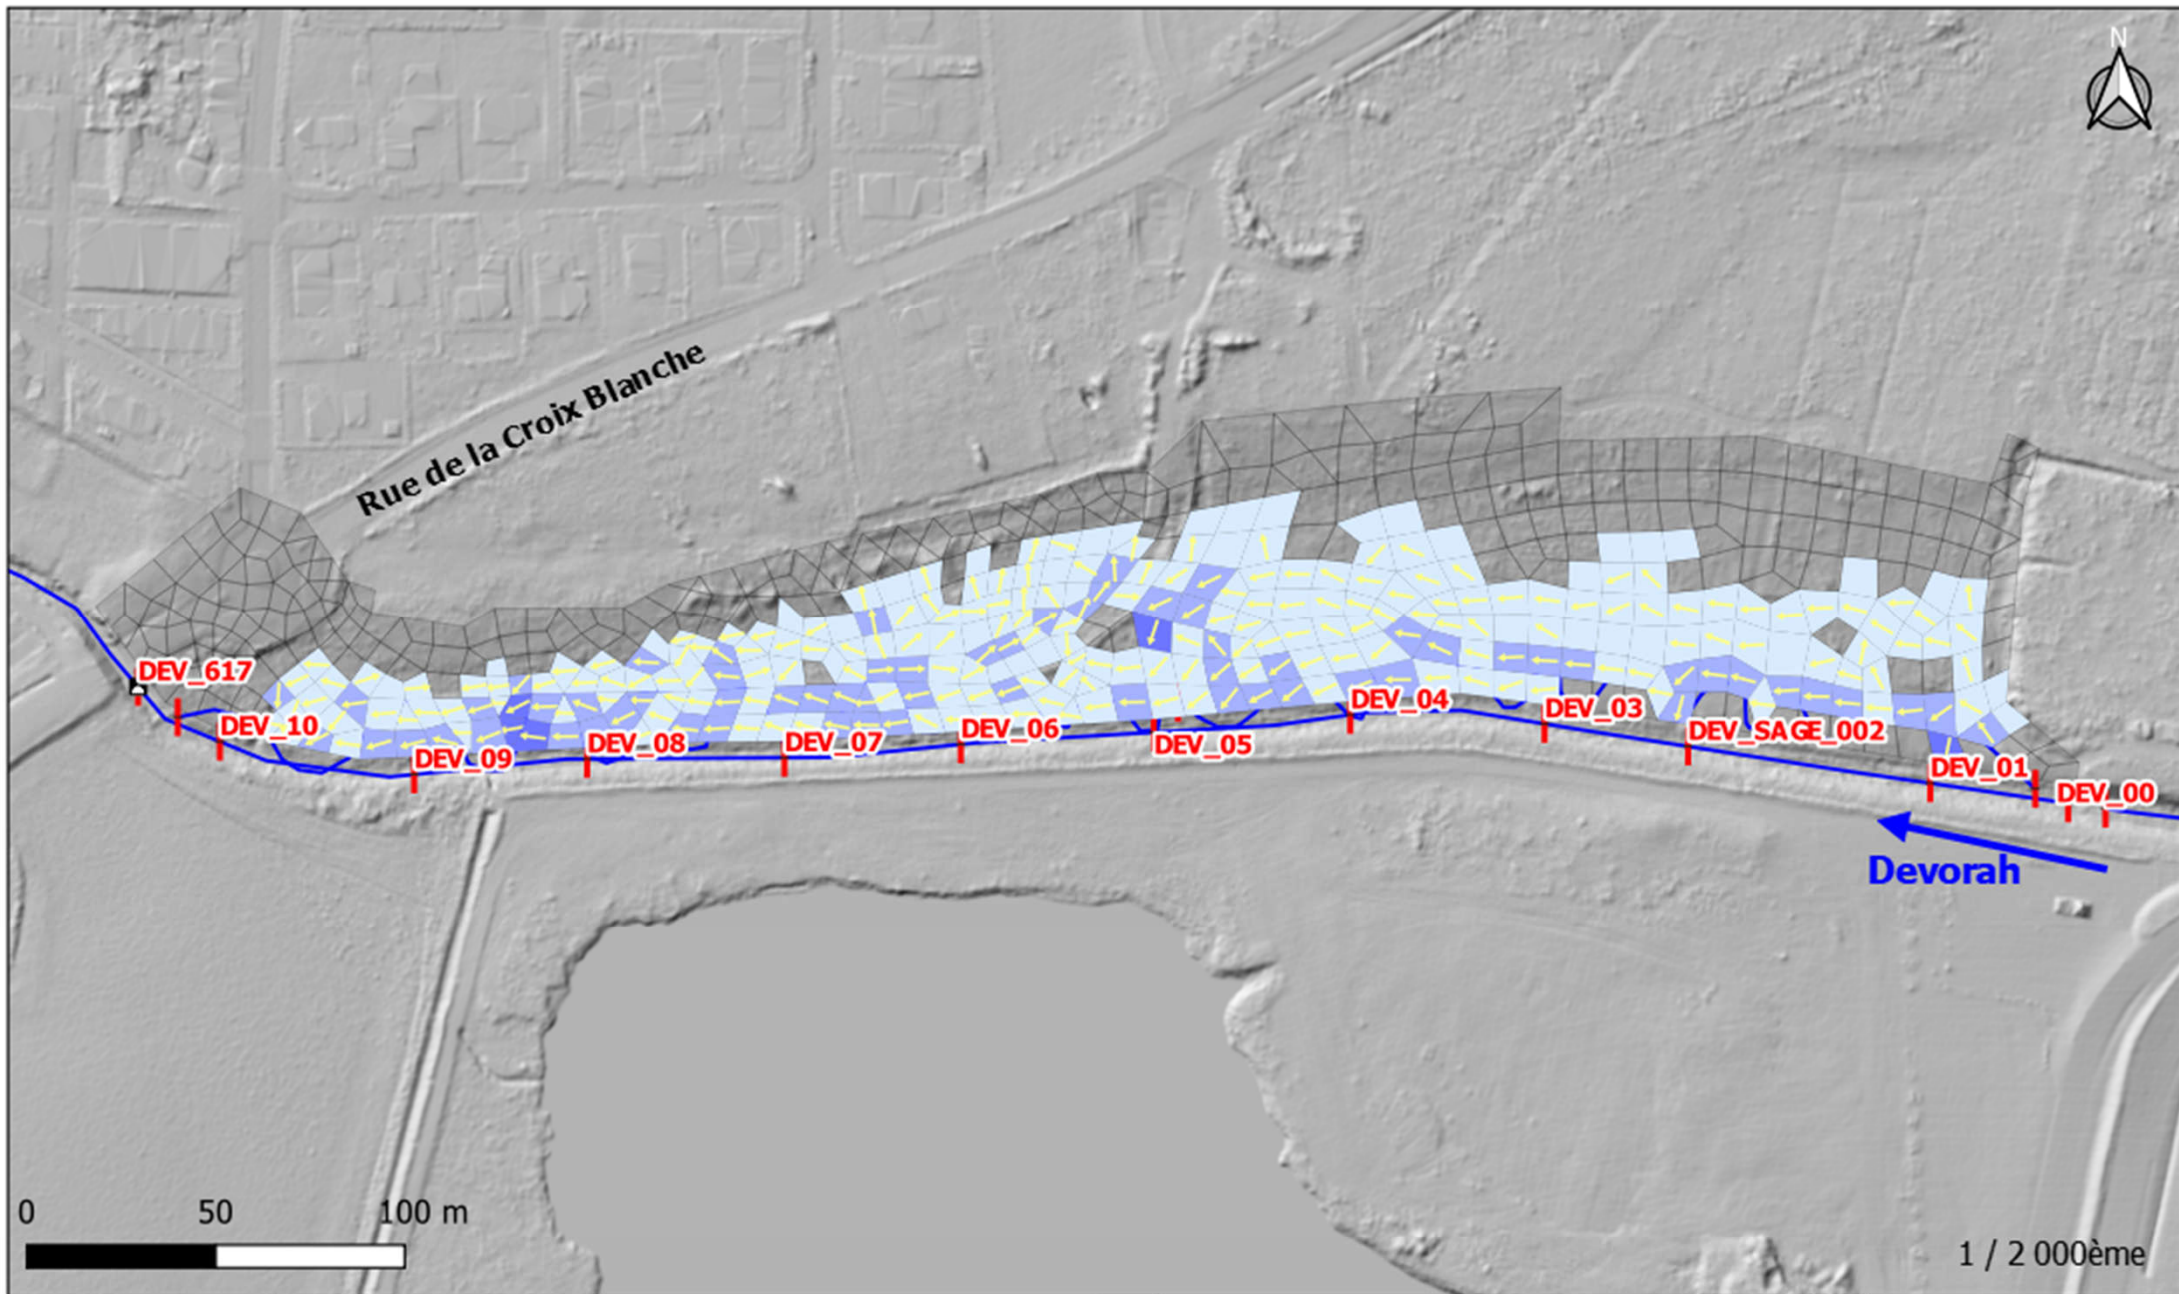 N
Rue de la Croix Blanche
DEV_617
DEV_10
DEV_09
DEV_08
DEV_07
DEV_06
DEV_05
DEV_04
DEV_03
DEV_SAGE_002
DEV_01
DEV_00
Devorah
0 50 100 m
1 / 2 000ème